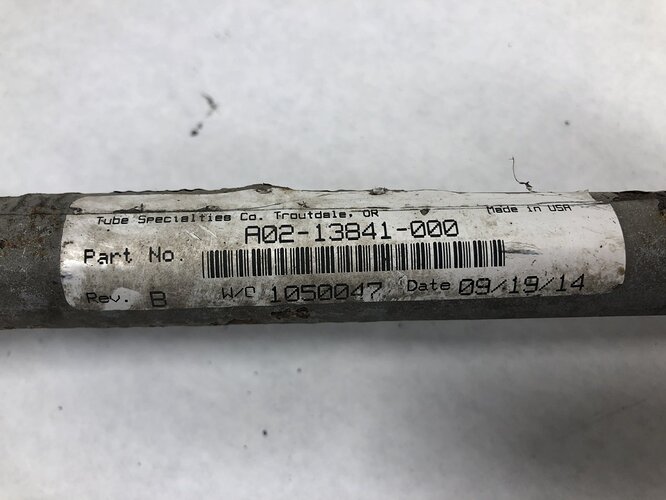 Tube Specialties Co. Troutdale, OR Made in USA
A02-13841-000
Part No
Rev. B W/O 1050047 Date 09/19/14